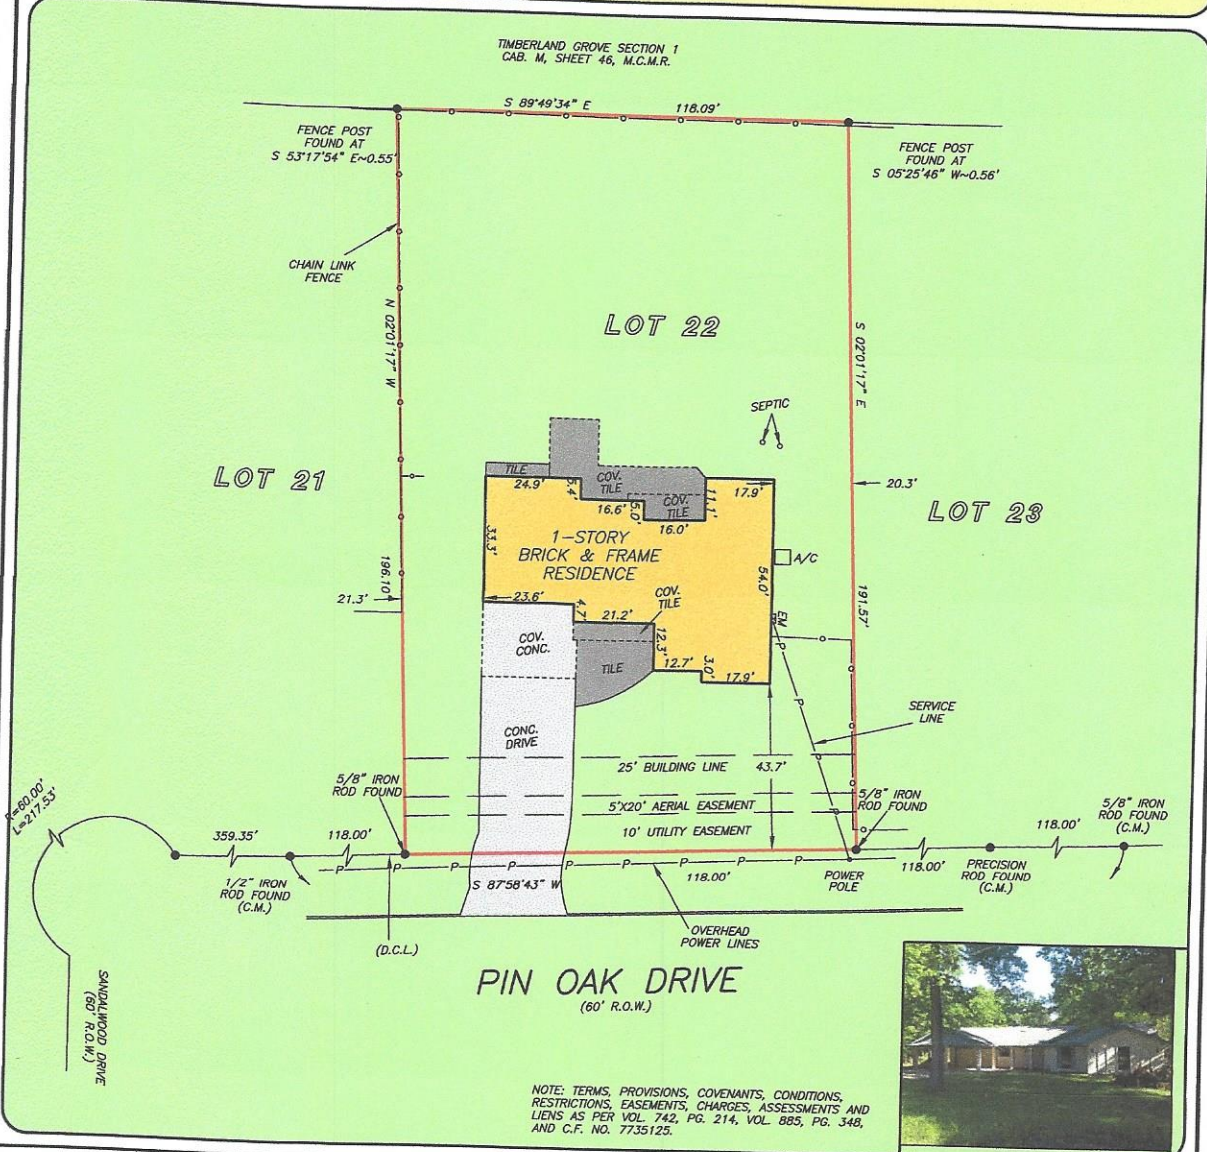 TIMBERLAND GROVE SECTION 1
CAB. M, SHEET 46, M.C.M.R.
S 89°49'34" E
118.09'
FENCE POST
FOUND AT
S 53°17'54" E~0.55'
FENCE POST
FOUND AT
S 05°25'46" W~0.56'
CHAIN LINK
FENCE
N 02°01'17" W
S 02°01'17" E
LOT 22
SEPTIC
LOT 21
LOT 23
TILE
24.9'
5.4'
COV.
TILE
16.6'
5.0'
COV.
TILE
16.0'
11.1'
17.9'
20.3'
33.3'
1-STORY
BRICK & FRAME
RESIDENCE
A/C
54.0'
196.10'
191.57'
21.3'
23.6'
4.7'
21.2'
COV.
TILE
12.3'
EM
COV.
CONC.
TILE
12.7'
3.0'
17.9'
P
P
SERVICE
LINE
CONC.
DRIVE
25' BUILDING LINE
43.7'
P
5/8" IRON
ROD FOUND
5'X20' AERIAL EASEMENT
P
5/8" IRON
ROD FOUND
5/8" IRON
ROD FOUND
(C.M.)
R=60.00'
L=217.53'
359.35'
118.00'
10' UTILITY EASEMENT
118.00'
118.00'
P P P P P P P P P
1/2" IRON
ROD FOUND
(C.M.)
S 87°58'43" W
118.00'
POWER
POLE
PRECISION
ROD FOUND
(C.M.)
(D.C.L.)
OVERHEAD
POWER LINES
PIN OAK DRIVE
(60' R.O.W.)
SANDALWOOD DRIVE
(60' R.O.W.)
NOTE: TERMS, PROVISIONS, COVENANTS, CONDITIONS,
RESTRICTIONS, EASEMENTS, CHARGES, ASSESSMENTS AND
LIENS AS PER VOL. 742, PG. 214, VOL. 885, PG. 348,
AND C.F. NO. 7735125.